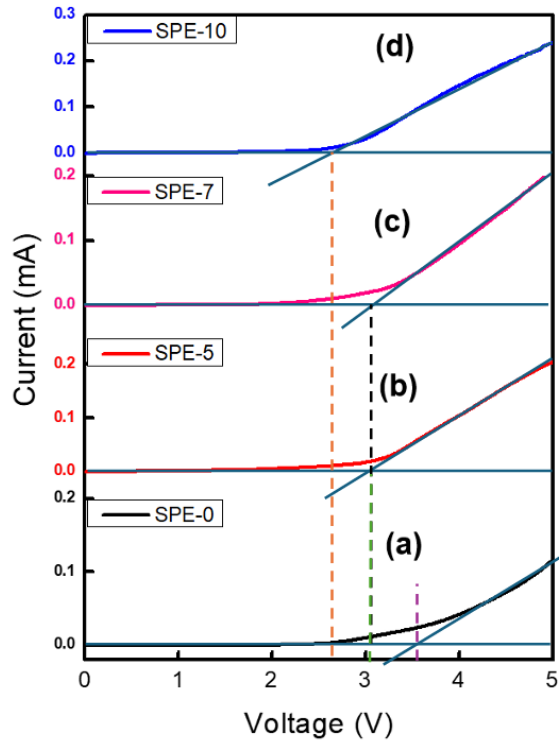 0.3
SPE-10
(d)
0.2
0.1
0.0
0.2
SPE-7
(c)
0.1
0.0
0.2
SPE-5
(b)
0.1
0.0
0.2
SPE-0
(a)
0.1
0.0
0 1 2 3 4 5
Voltage (V)
Current (mA)